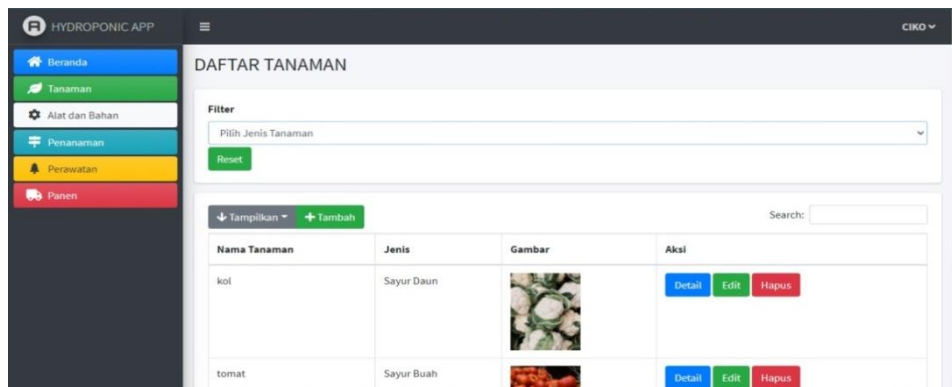 HYDROPONIC APP
CIKO
Beranda
Tanaman
Alat dan Bahan
Penanaman
Perawatan
Panen
DAFTAR TANAMAN
Filter
Pilih Jenis Tanaman
Reset
Tampilkan
Tambah
Search:
Nama Tanaman Jenis Gambar Aksi
kol Sayur Daun Detail Edit Hapus
tomat Sayur Buah Detail Edit Hapus